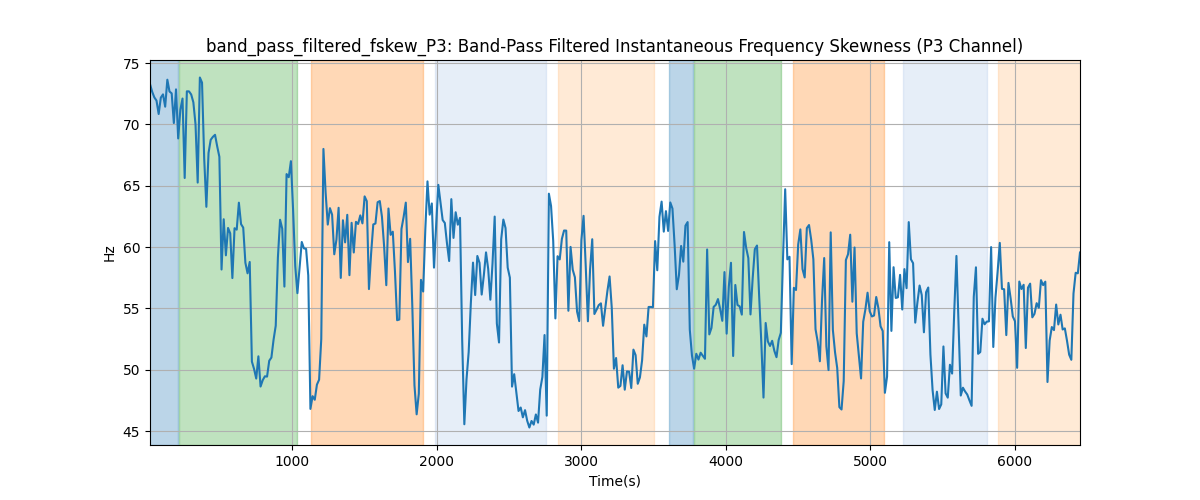 band_pass_filtered_fskew_P3: Band-Pass Filtered Instantaneous Frequency Skewness (P3 Channel)
75
70
65
60
55
50
45
Hz
1000 2000 3000 4000 5000 6000
Time(s)